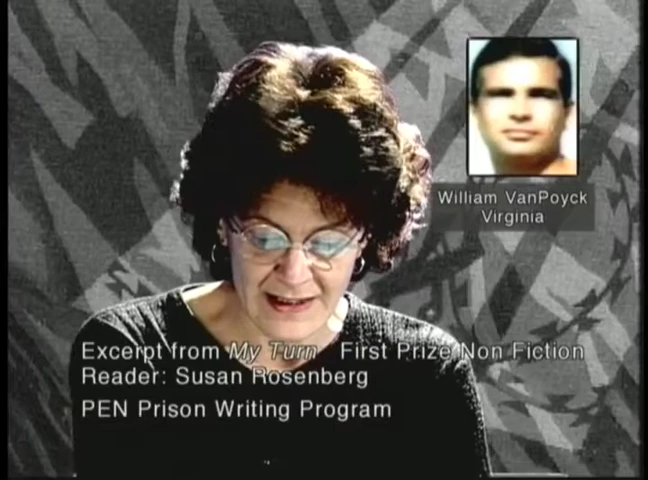 William VanPoyck
Virginia
Excerpt from My Turn First Prize Non Fiction
Reader: Susan Rosenberg
PEN Prison Writing Program